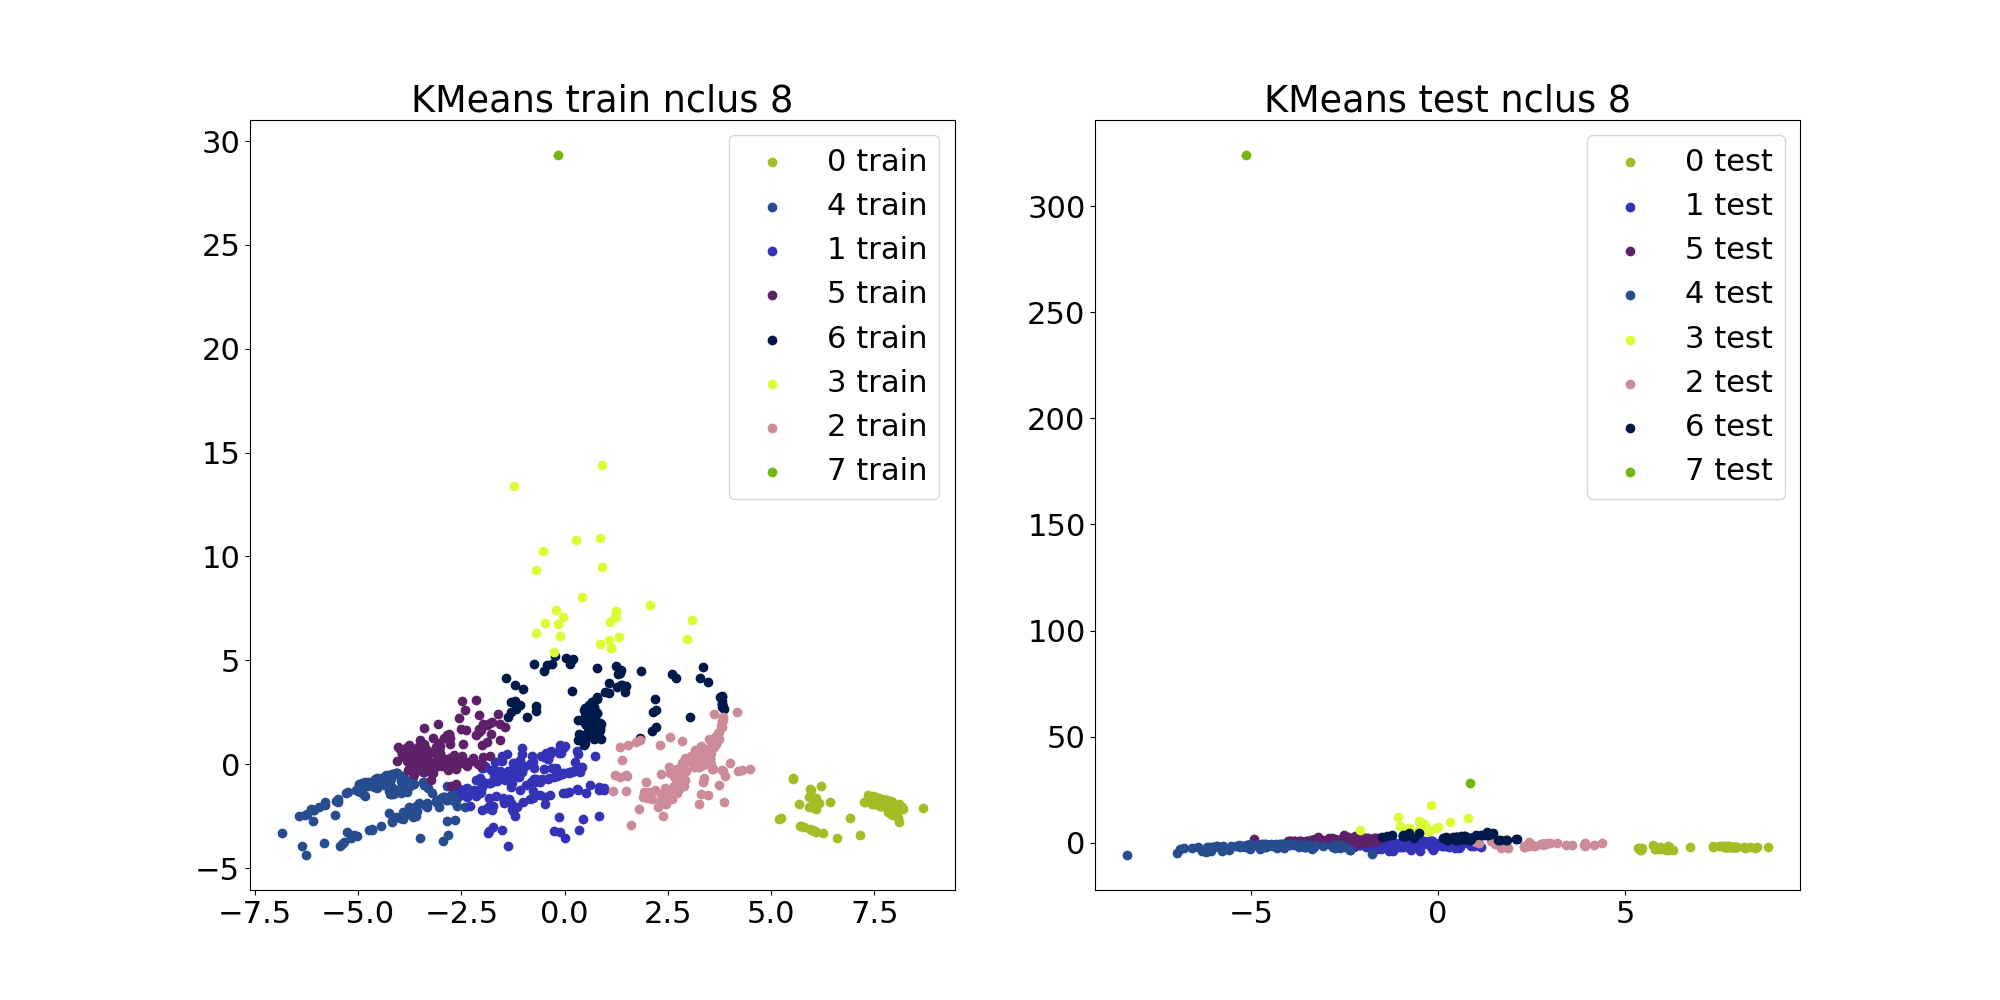 KMeans train nclus 8
30
25
20
15
10
5
0
−5
−7.5 −5.0 −2.5 0.0 2.5 5.0 7.5
0 train
4 train
1 train
5 train
6 train
3 train
2 train
7 train
KMeans test nclus 8
300
250
200
150
100
50
0
−5 0 5
0 test
1 test
5 test
4 test
3 test
2 test
6 test
7 test